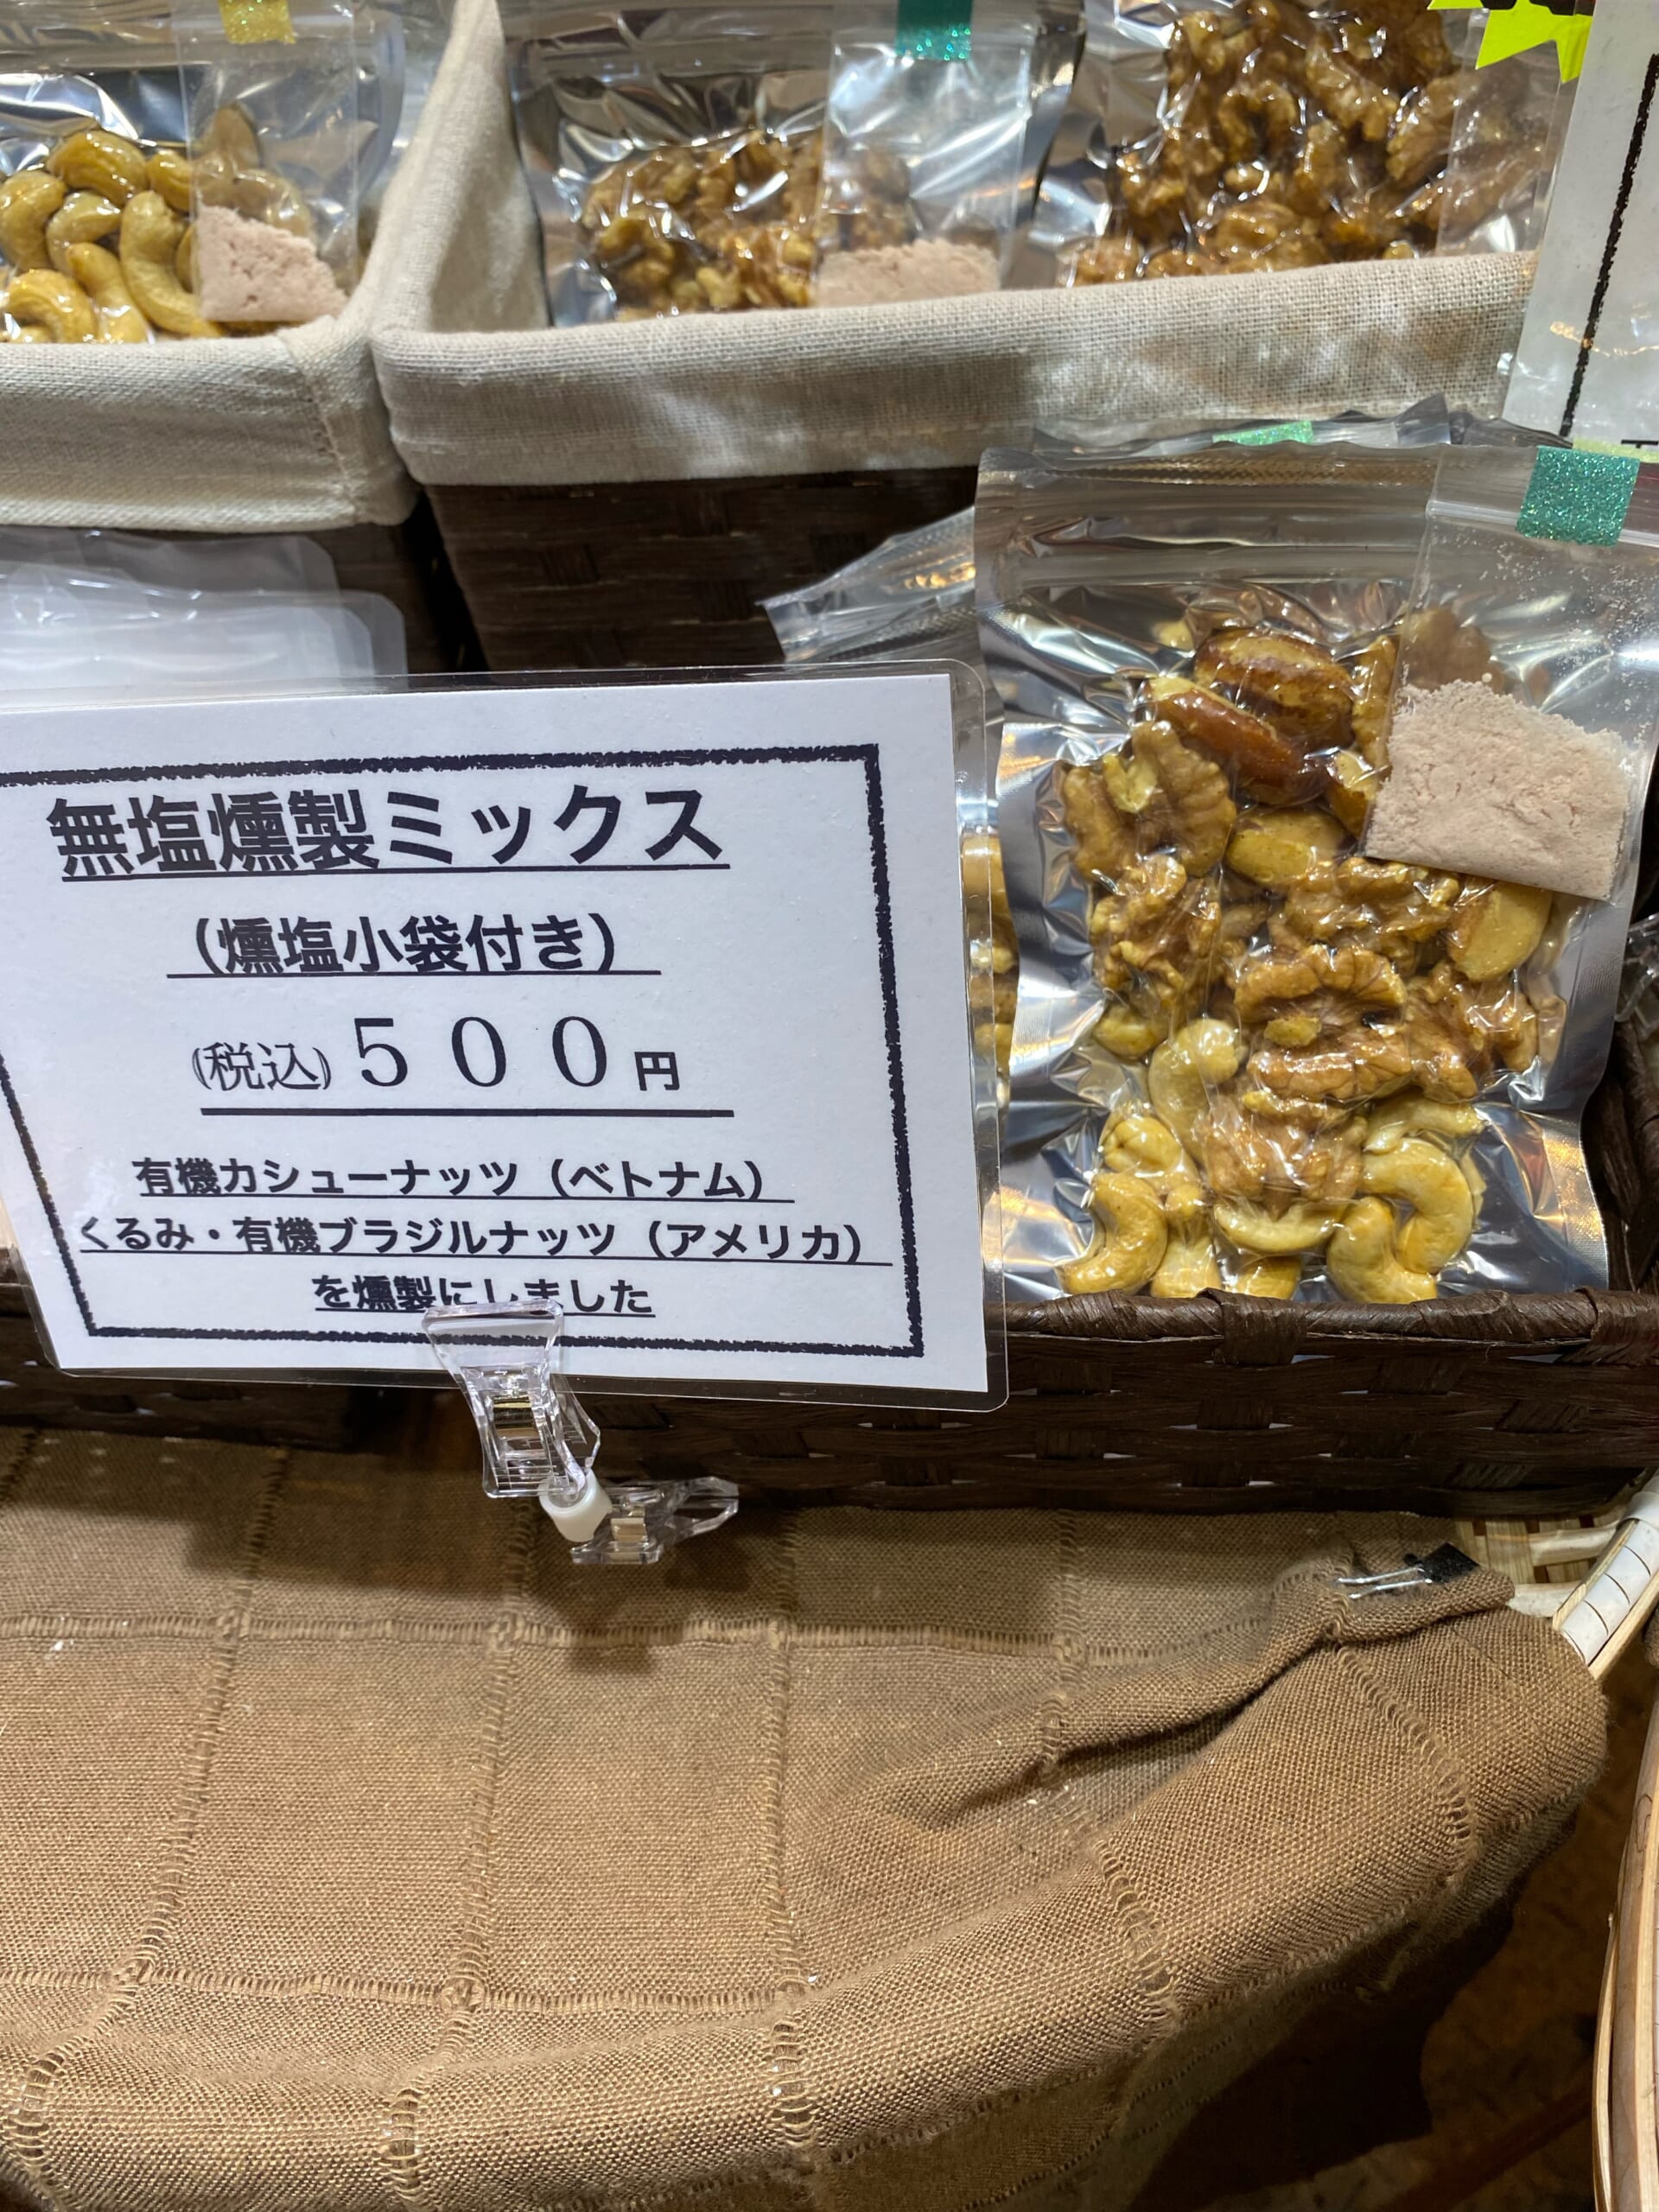 無塩燻製ミックス
（燻塩小袋付き）
(税込) ５００円
有機カシューナッツ（ベトナム）
くるみ・有機ブラジルナッツ（アメリカ）
を燻製にしました